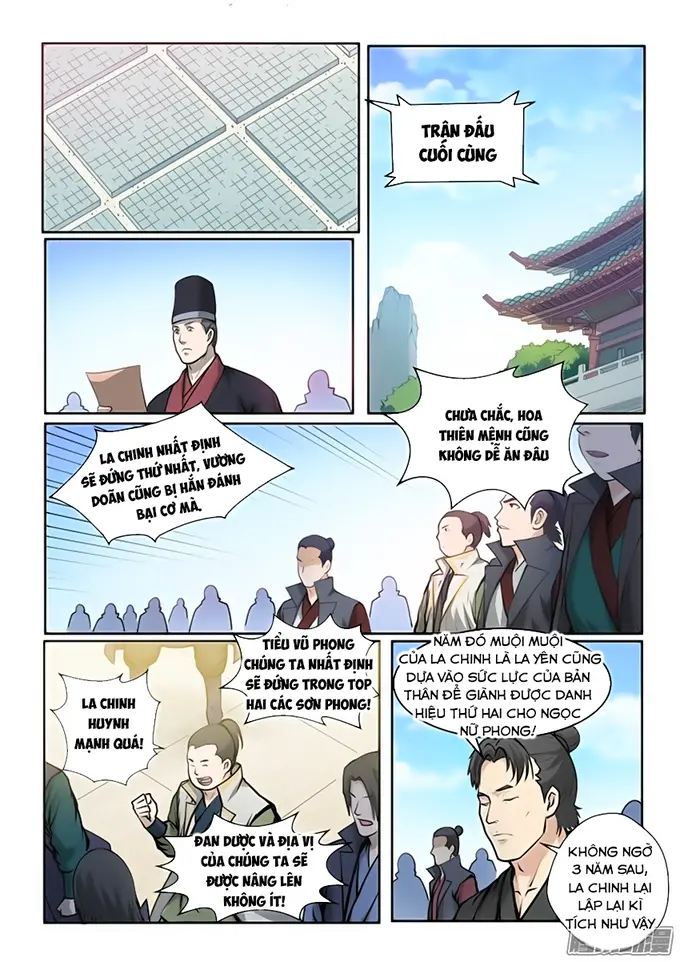 TRẬN ĐẤU
CUỐI CÙNG
CHƯA CHẮC, HOA
THIÊN MỆNH CŨNG
KHÔNG DỄ ĂN ĐÂU
LA CHINH NHẤT ĐỊNH
SẼ ĐỨNG THỨ NHẤT, VƯƠNG
DOÃN CŨNG BỊ HẮN ĐÁNH
BẠI CƠ MÀ.
TIỂU VŨ PHONG
CHÚNG TA NHẤT ĐỊNH
SẼ ĐỨNG TRONG TOP
HAI CÁC SƠN PHONG!
LA CHINH
HUYNH
MẠNH QUÁ!
ĐAN DƯỢC VÀ ĐỊA VỊ
CỦA CHÚNG TA SẼ
ĐƯỢC NÂNG LÊN
KHÔNG ÍT!
NĂM ĐÓ MUỘI MUỘI
CỦA LA CHINH LÀ LA YÊN CŨNG
DỰA VÀO SỨC LỰC CỦA BẢN
THÂN ĐỂ GIÀNH ĐƯỢC DANH
HIỆU THỨ HAI CHO NGỌC
NỮ PHONG!
KHÔNG NGỜ
3 NĂM SAU,
LA CHINH LẠI
LẬP LẠI KÌ
TÍCH NHƯ VẬY